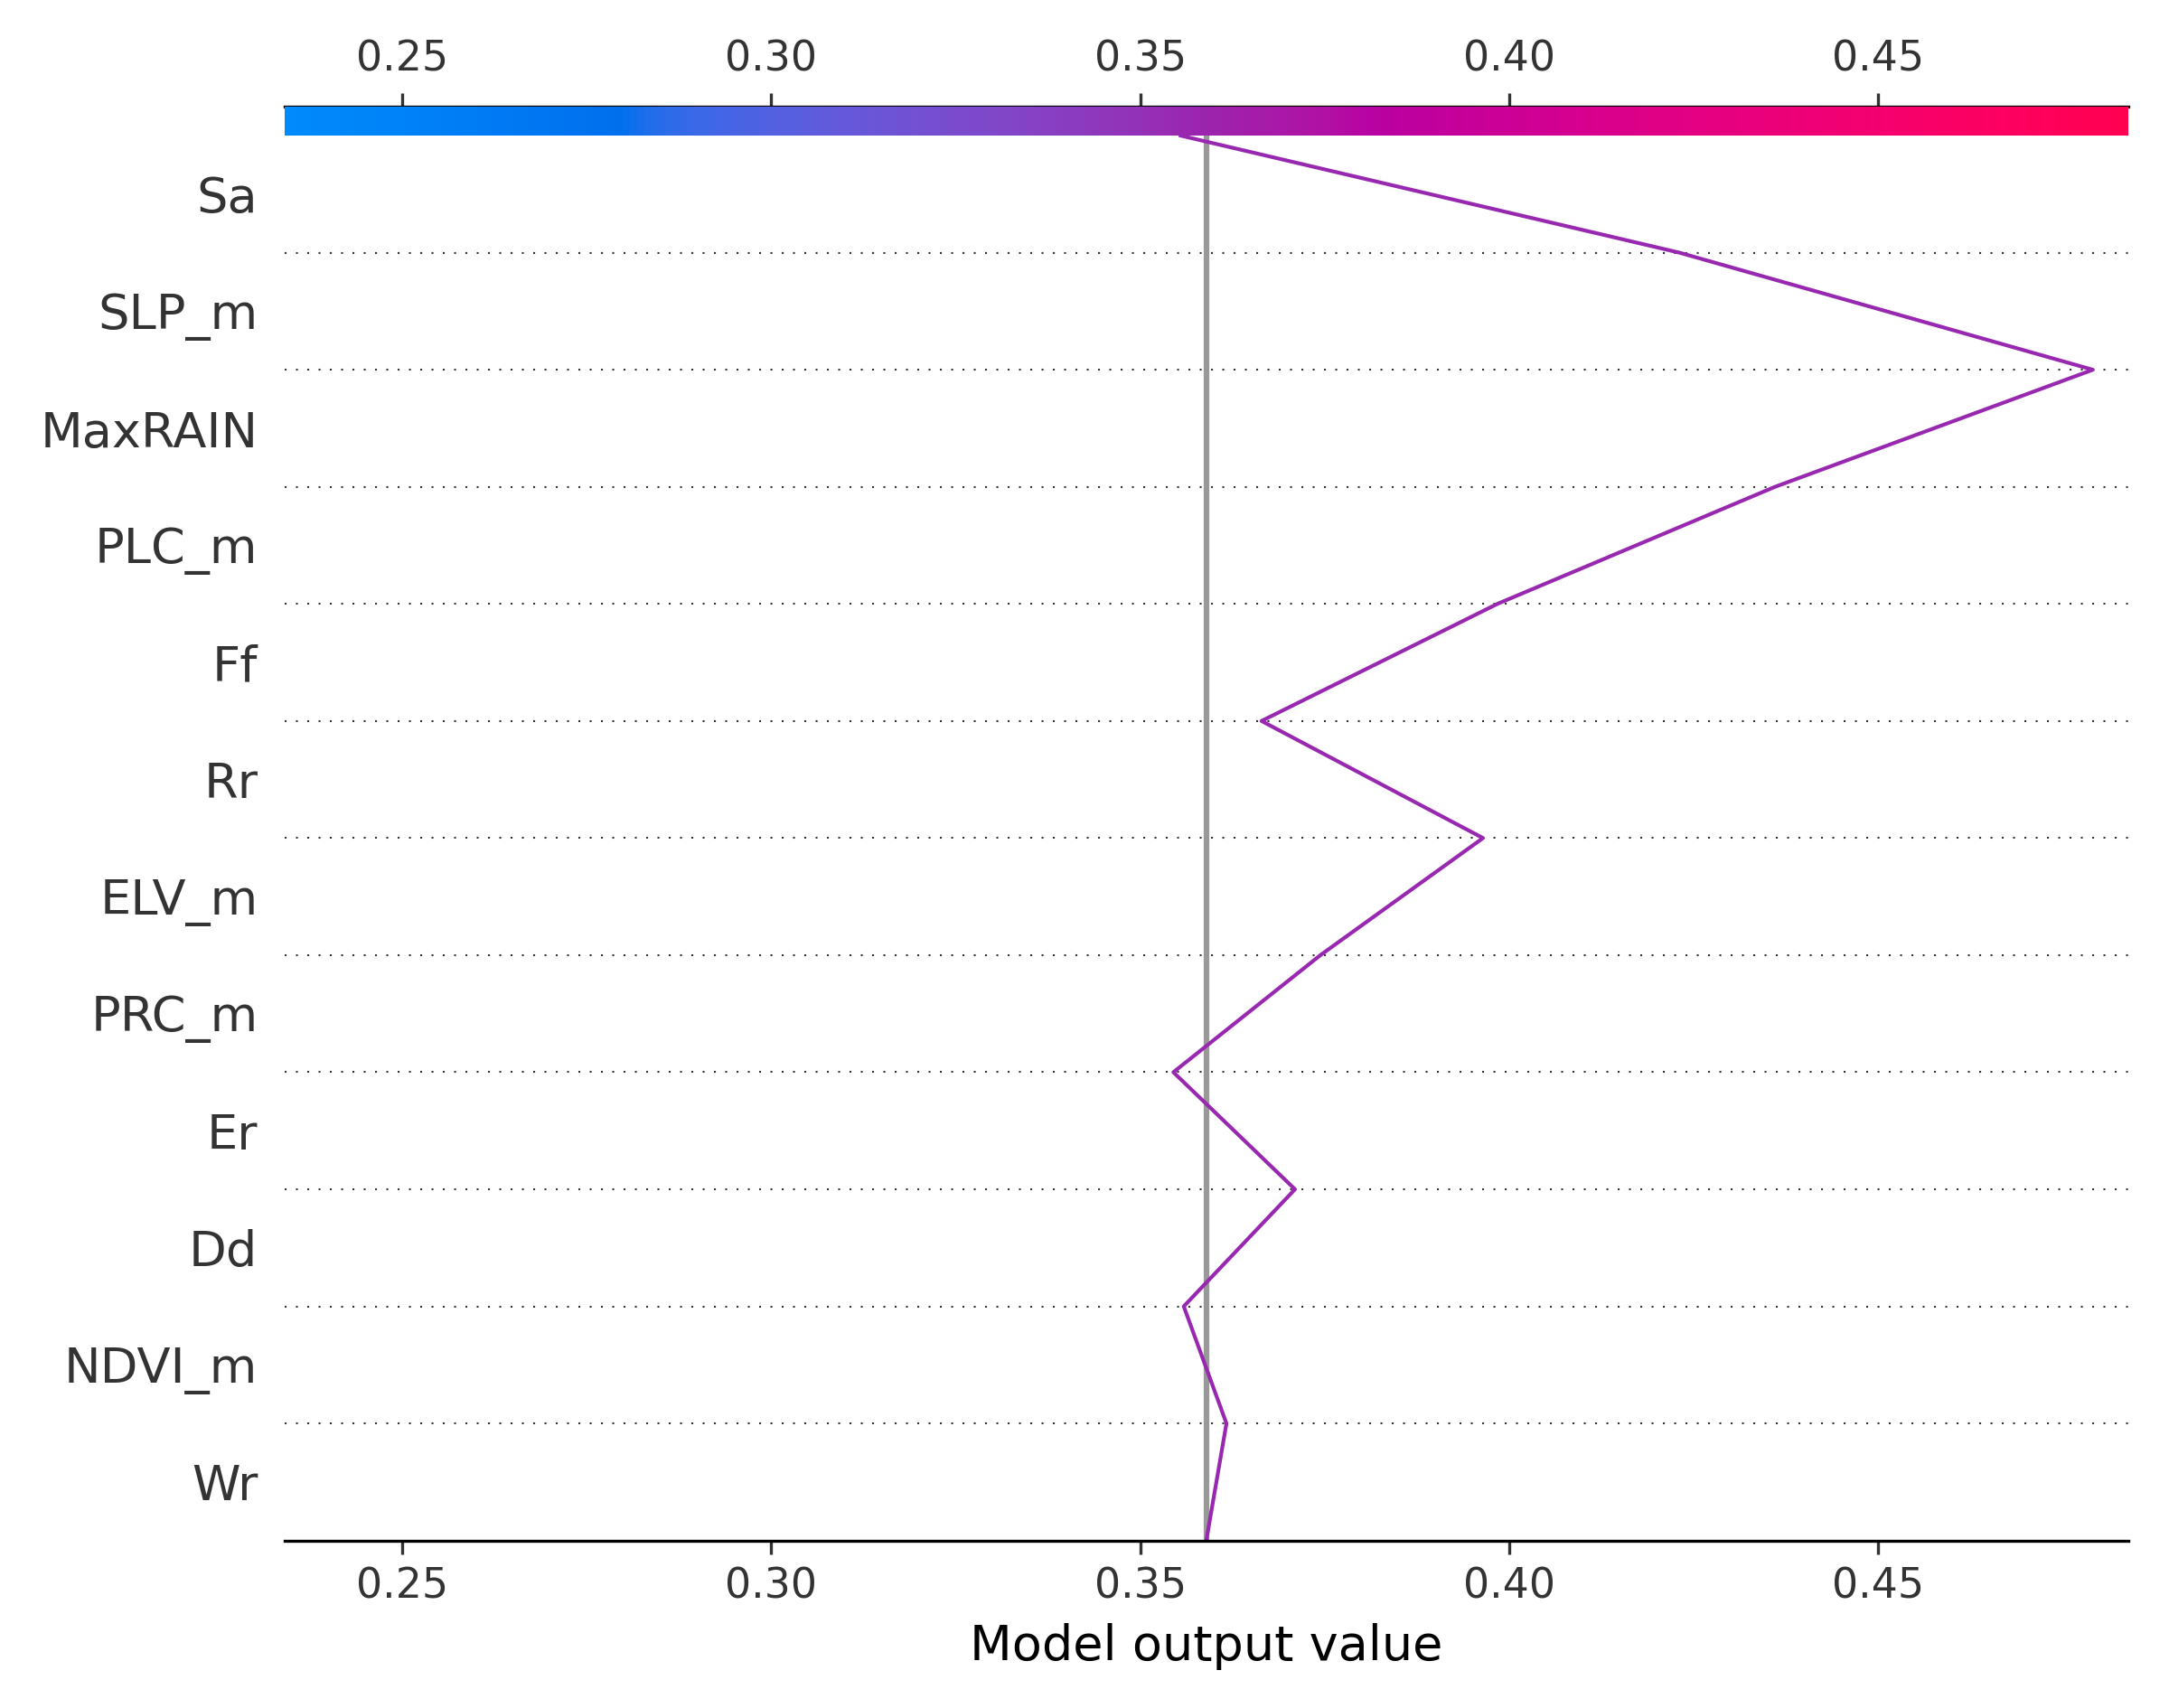 0.25 0.30 0.35 0.40 0.45
Sa
SLP_m
MaxRAIN
PLC_m
Ff
Rr
ELV_m
PRC_m
Er
Dd
NDVI_m
Wr
0.25 0.30 0.35 0.40 0.45
Model output value